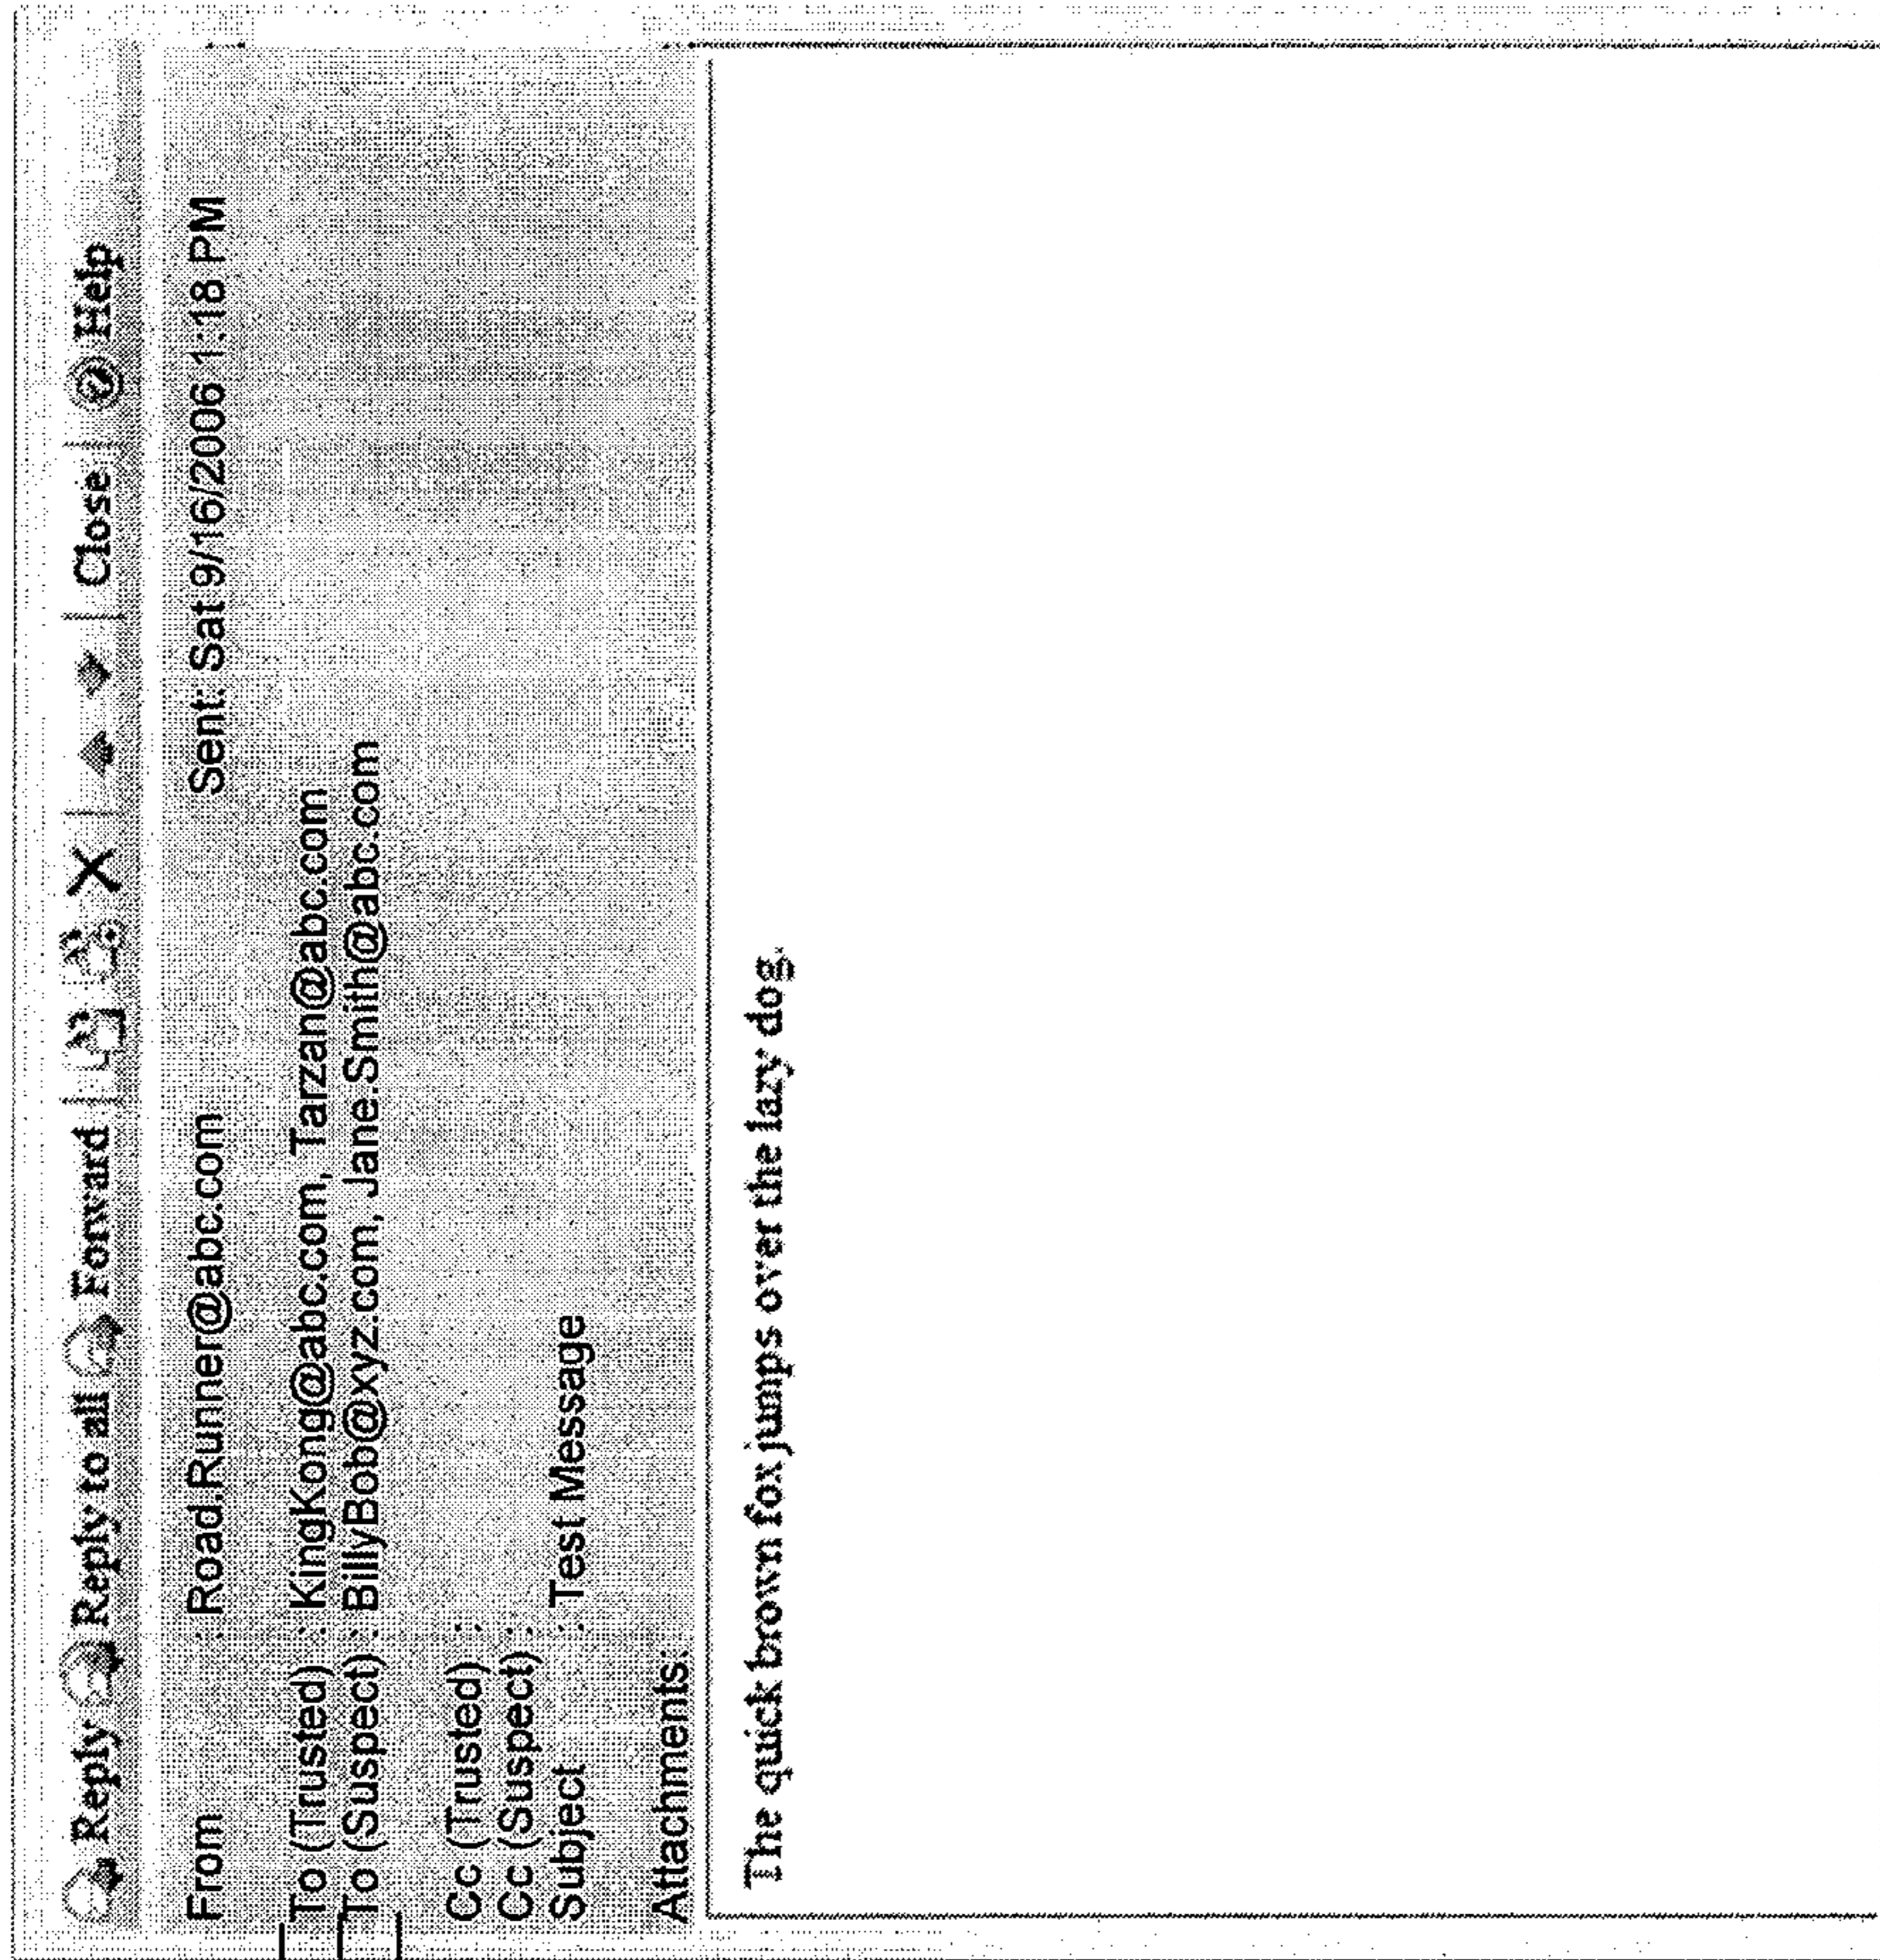 Reply Reply to all Forward Close Help
From : Road.Runner@abc.com Sent: Sat 9/16/2006 1:18 PM
To (Trusted) : KingKong@abc.com, Tarzan@abc.com
To (Suspect) : BillyBob@xyz.com, Jane.Smith@abc.com
Cc (Trusted) :
Cc (Suspect) :
Subject : Test Message
Attachments:
The quick brown fox jumps over the lazy dog.